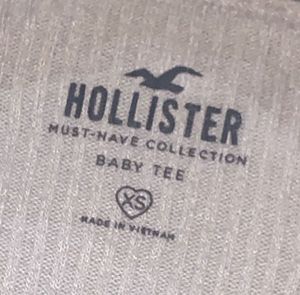 HOLLISTER
MUST-HAVE COLLECTION
BABY TEE
XS
MADE IN VIETNAM